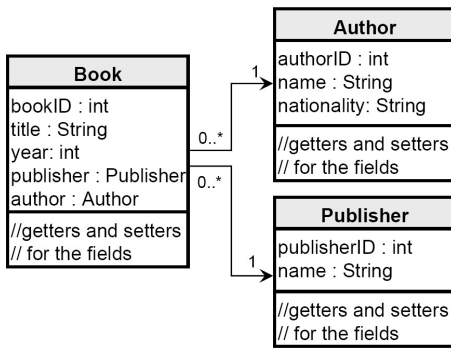 Book
bookID : int
title : String
year: int
publisher : Publisher
author : Author
//getters and setters
// for the fields
0..*
1
0..*
1
Author
authorID : int
name : String
nationality: String
//getters and setters
// for the fields
Publisher
publisherID : int
name : String
//getters and setters
// for the fields